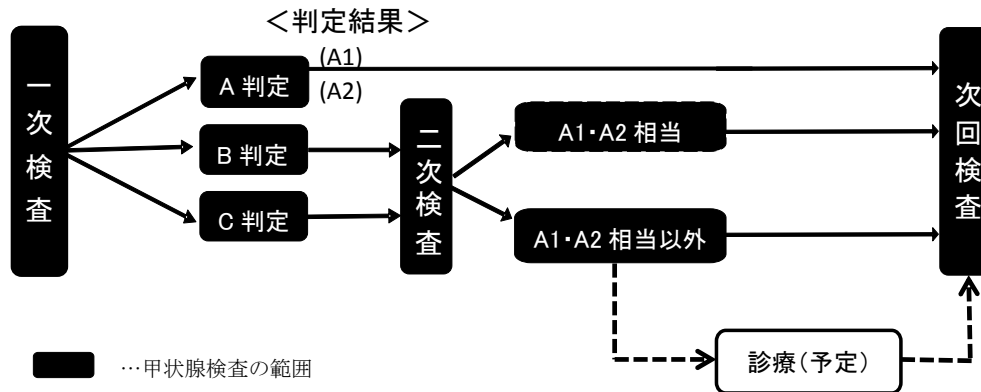 ＜判定結果＞
一次検査
A 判定
(A1)
(A2)
B 判定
C 判定
二次検査
A1・A2 相当
A1・A2 相当以外
次回検査
診療(予定)
…甲状腺検査の範囲